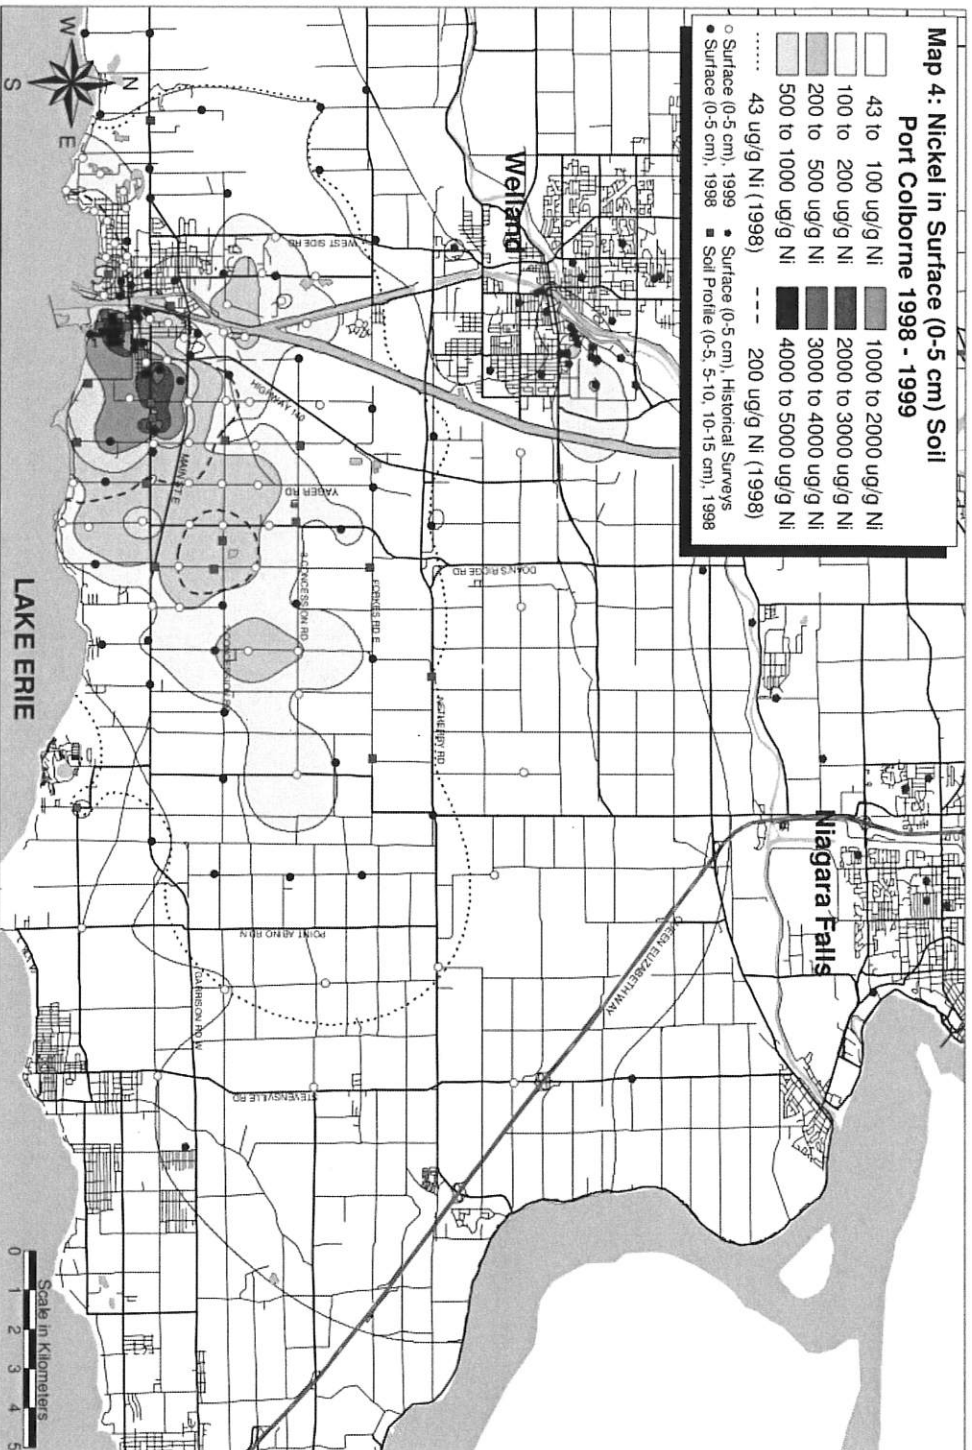 Map 4: Nickel in Surface (0-5 cm) Soil
Port Colborne 1998 - 1999
43 to 100 ug/g Ni
100 to 200 ug/g Ni
200 to 500 ug/g Ni
500 to 1000 ug/g Ni
1000 to 2000 ug/g Ni
2000 to 3000 ug/g Ni
3000 to 4000 ug/g Ni
4000 to 5000 ug/g Ni
43 ug/g Ni (1998)
200 ug/g Ni (1998)
Surface (0-5 cm), 1999
Surface (0-5 cm), Historical Surveys
Surface (0-5 cm), 1998
Soil Profile (0-5, 5-10, 10-15 cm), 1998
Welland
Niagara Falls
WEST SIDE RD
HIGHWAY 140
MAIN ST E
YAGER RD
DOAN'S RIDGE RD
FORKES RD E
3 CONCESSION RD
NETHERBY RD
QUEEN ELIZABETH WAY
POINT ABINO RD N
GARRISON RD W
STEVENSVILLE RD
LAKE ERIE
N
W
E
S
0 1 2 3 4 5
Scale in Kilometers